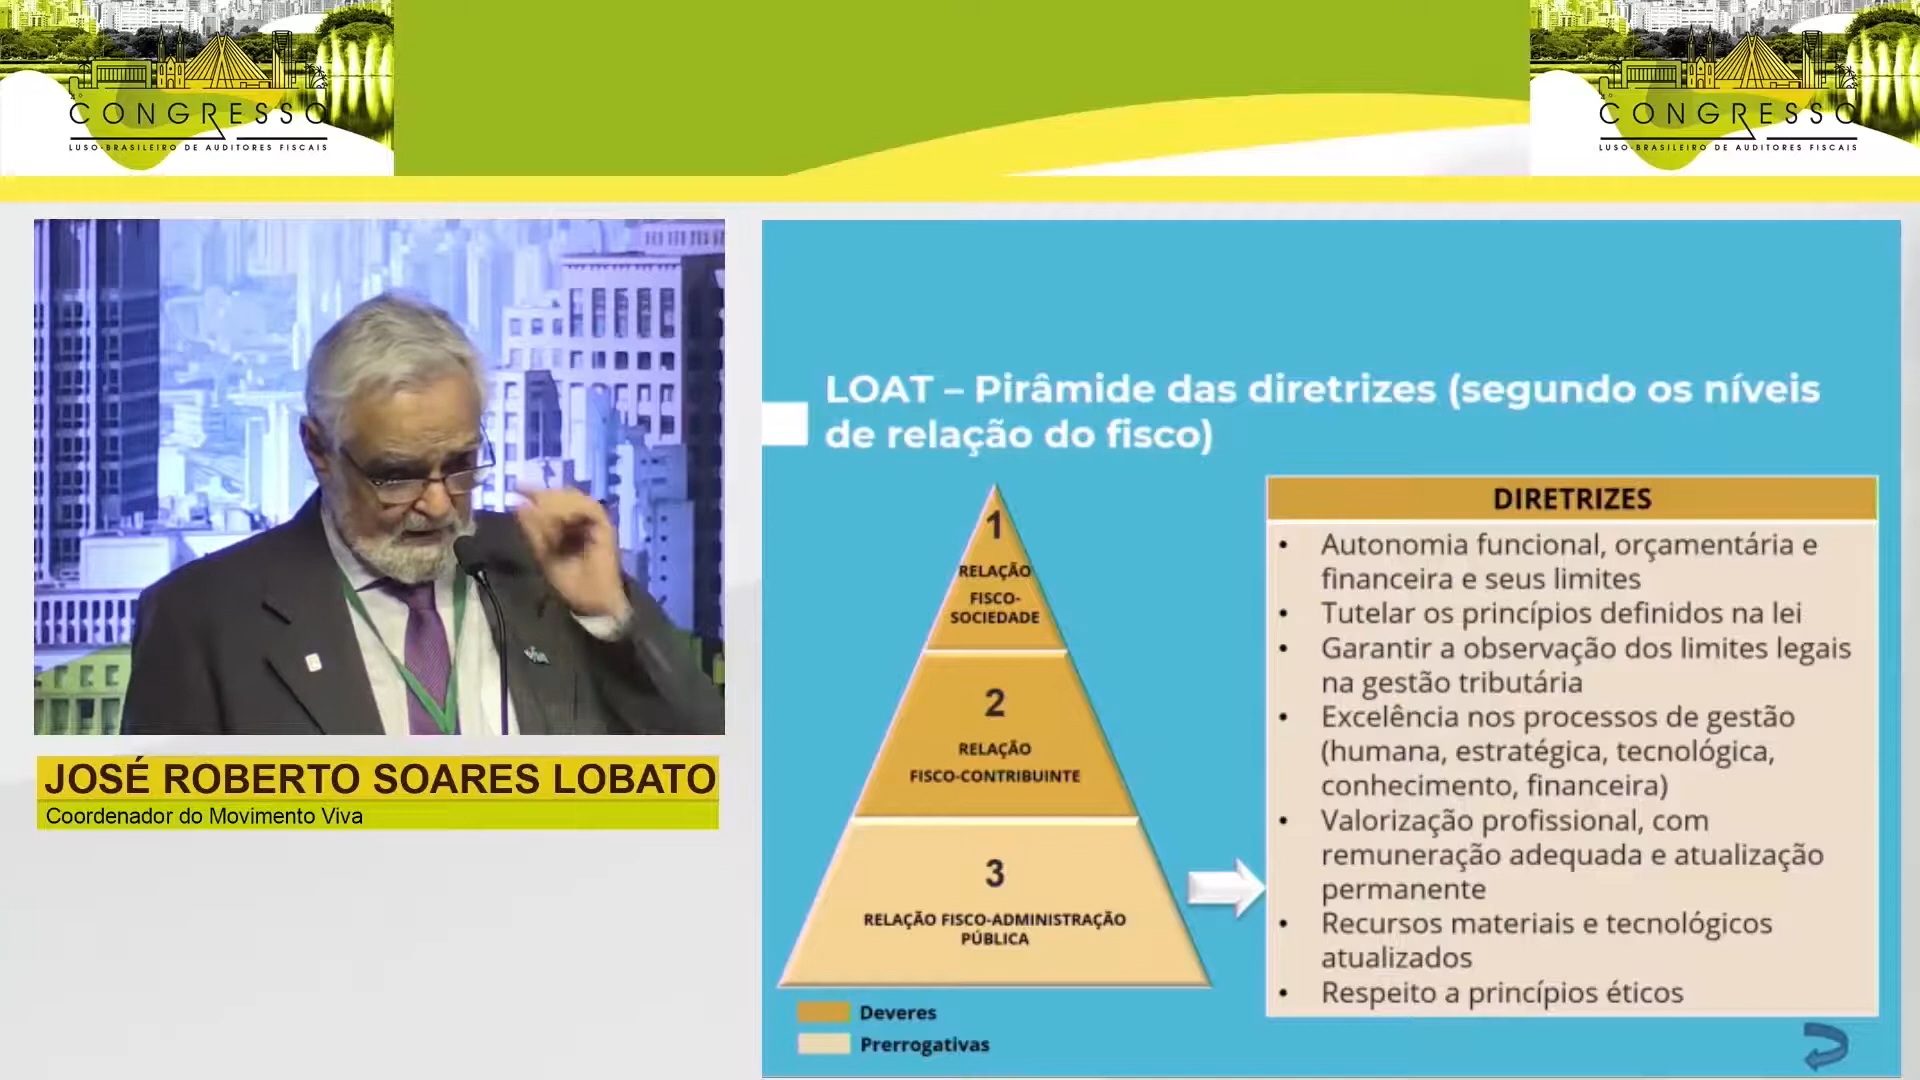 CONGRESSO
LUSO-BRASILEIRO DE AUDITORES FISCAIS
CONGRESSO
LUSO-BRASILEIRO DE AUDITORES FISCAIS
JOSÉ ROBERTO SOARES LOBATO
Coordenador do Movimento Viva
LOAT – Pirâmide das diretrizes (segundo os níveis
de relação do fisco)
1
RELAÇÃO
FISCO-
SOCIEDADE
2
RELAÇÃO
FISCO-CONTRIBUINTE
3
RELAÇÃO FISCO-ADMINISTRAÇÃO
PÚBLICA
Deveres
Prerrogativas
DIRETRIZES
• Autonomia funcional, orçamentária e
financeira e seus limites
• Tutelar os princípios definidos na lei
• Garantir a observação dos limites legais
na gestão tributária
• Excelência nos processos de gestão
(humana, estratégica, tecnológica,
conhecimento, financeira)
• Valorização profissional, com
remuneração adequada e atualização
permanente
• Recursos materiais e tecnológicos
atualizados
• Respeito a princípios éticos